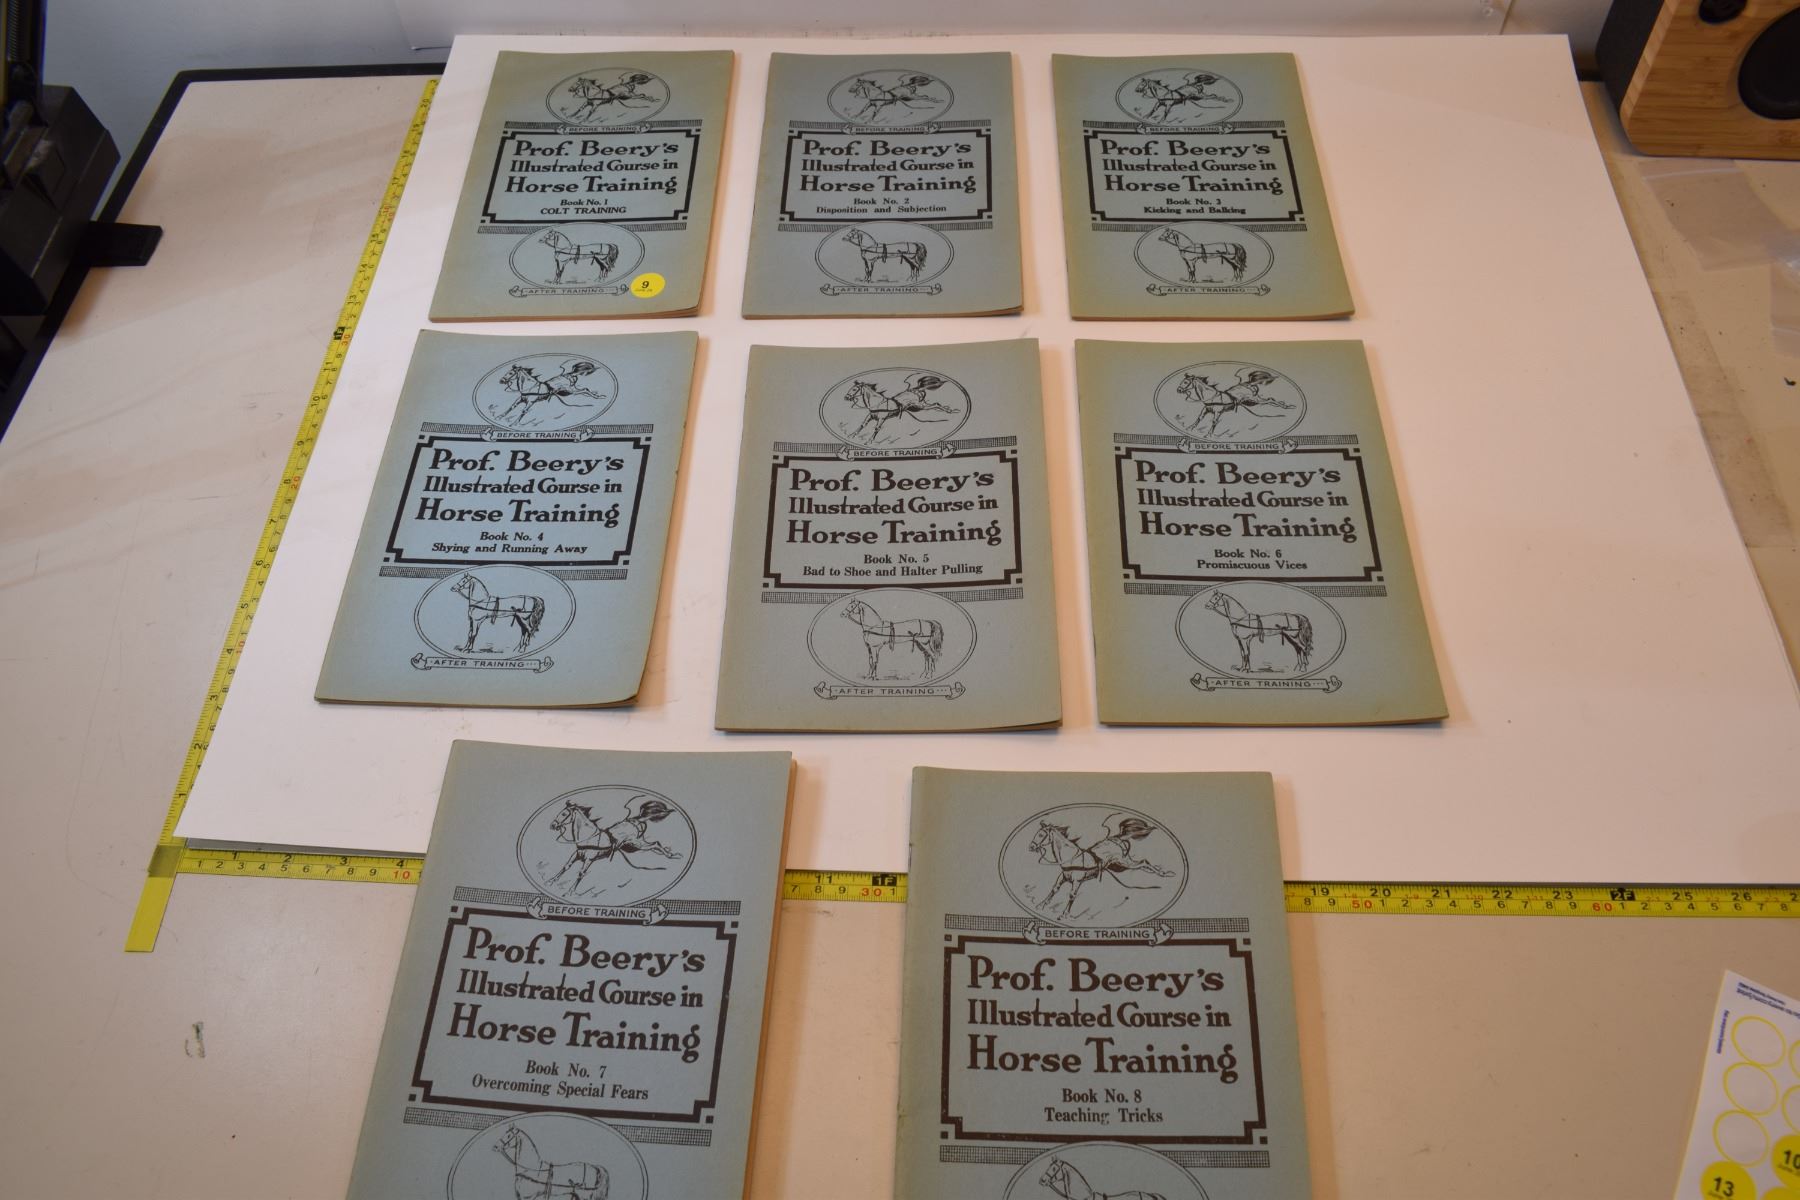 BEFORE TRAINING
Prof. Beery's
Illustrated Course in
Horse Training
Book No. 1
COLT TRAINING
AFTER TRAINING
9
BEFORE TRAINING
Prof. Beery's
Illustrated Course in
Horse Training
Book No. 2
Disposition and Subjection
AFTER TRAINING
BEFORE TRAINING
Prof. Beery's
Illustrated Course in
Horse Training
Book No. 3
Kicking and Balking
AFTER TRAINING
BEFORE TRAINING
Prof. Beery's
Illustrated Course in
Horse Training
Book No. 4
Shying and Running Away
AFTER TRAINING
BEFORE TRAINING
Prof. Beery's
Illustrated Course in
Horse Training
Book No. 5
Bad to Shoe and Halter Pulling
AFTER TRAINING
BEFORE TRAINING
Prof. Beery's
Illustrated Course in
Horse Training
Book No. 6
Promiscuous Vices
AFTER TRAINING
BEFORE TRAINING
Prof. Beery's
Illustrated Course in
Horse Training
Book No. 7
Overcoming Special Fears
BEFORE TRAINING
Prof. Beery's
Illustrated Course in
Horse Training
Book No. 8
Teaching Tricks
10
13